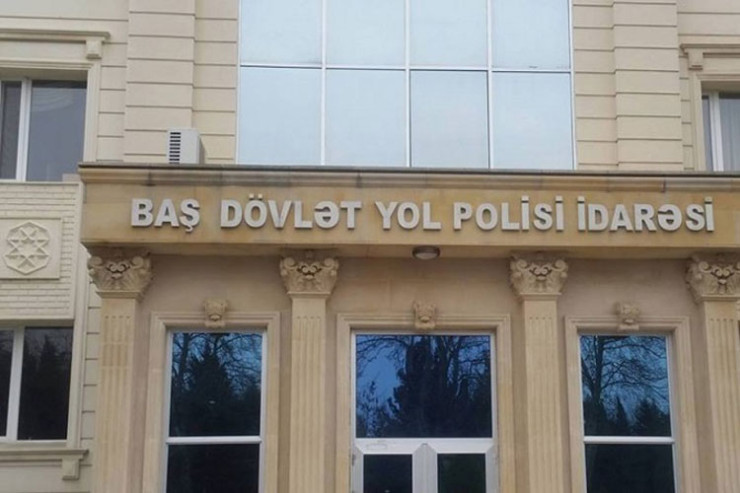 BAŞ DÖVLƏT YOL POLİSİ İDARƏSİ